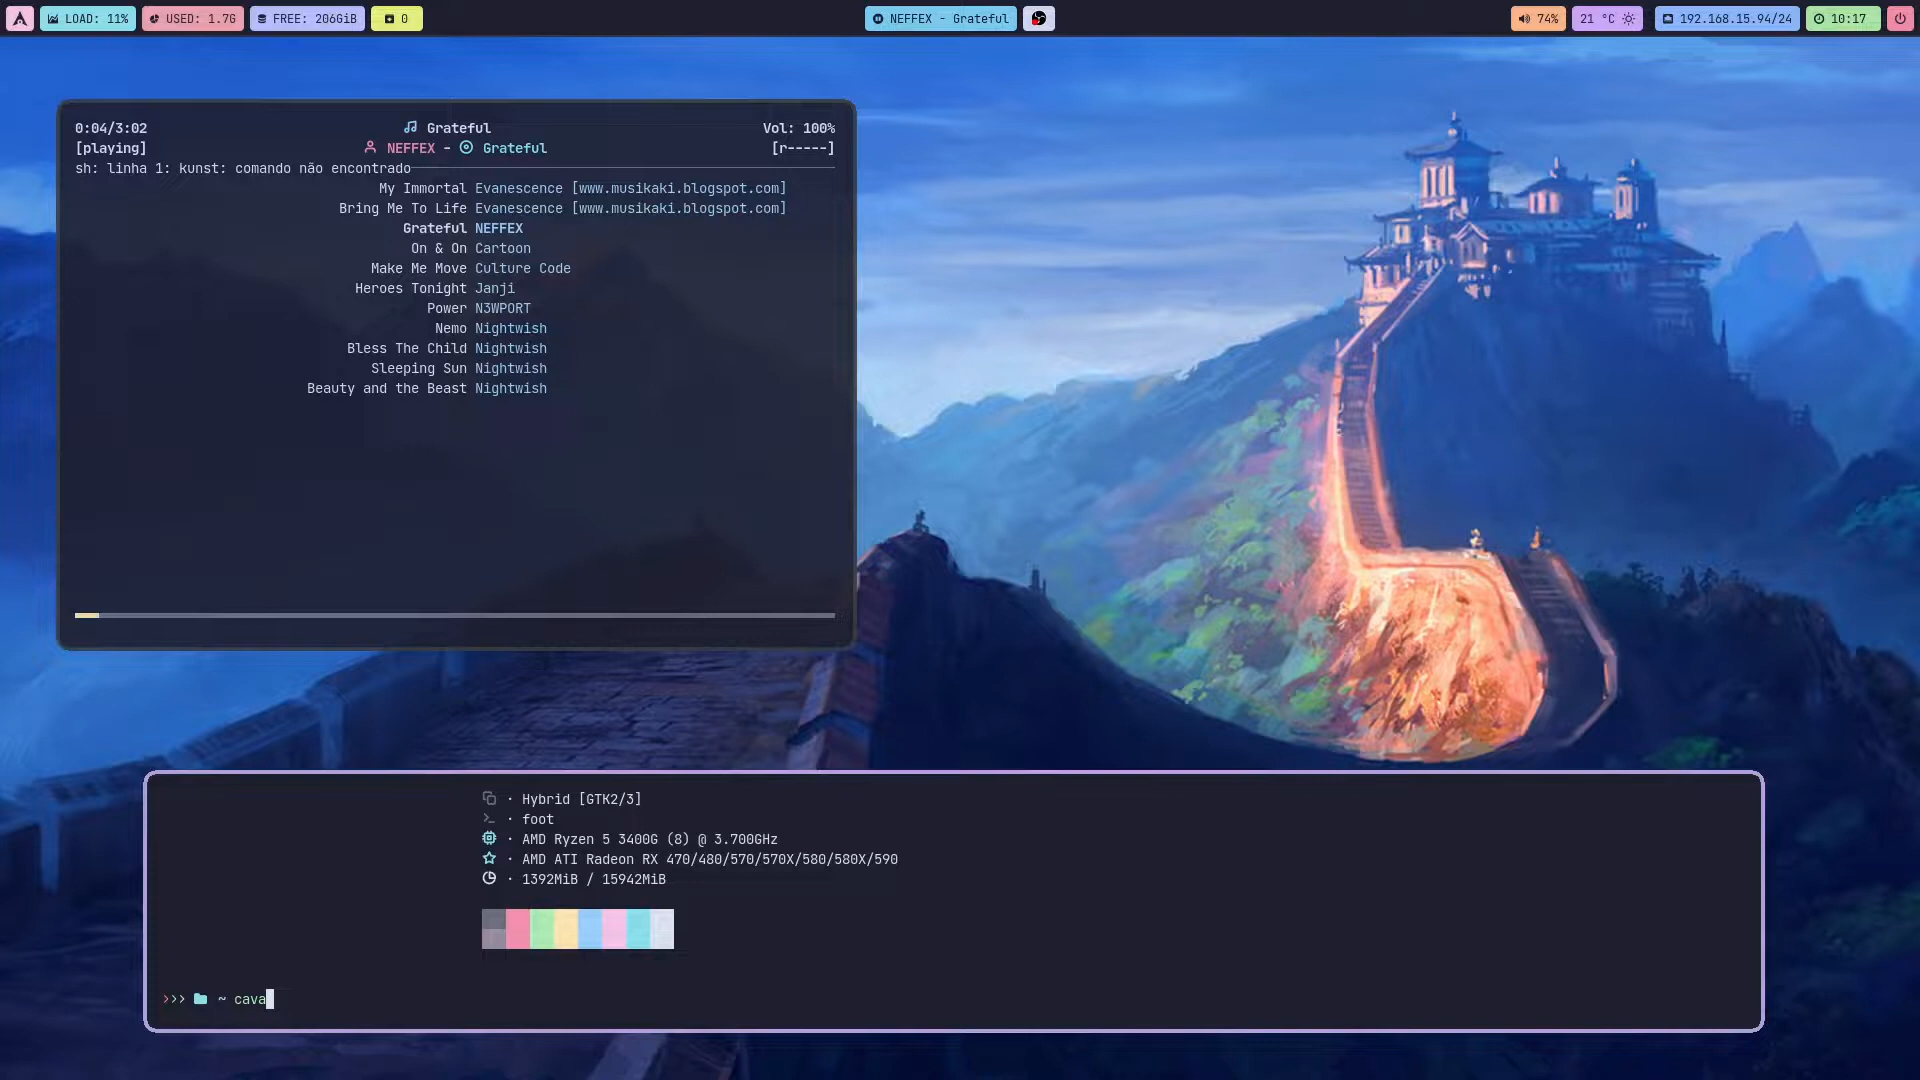 LOAD: 11% USED: 1.7G FREE: 206GiB 0 NEFFEX - Grateful 74% 21 °C 192.168.15.94/24 10:17
0:04/3:02 Grateful Vol: 100%
[playing] NEFFEX - Grateful [r-----]
sh: linha 1: kunst: comando não encontrado
My Immortal Evanescence [www.musikaki.blogspot.com]
Bring Me To Life Evanescence [www.musikaki.blogspot.com]
Grateful NEFFEX
On & On Cartoon
Make Me Move Culture Code
Heroes Tonight Janji
Power N3WPORT
Nemo Nightwish
Bless The Child Nightwish
Sleeping Sun Nightwish
Beauty and the Beast Nightwish
· Hybrid [GTK2/3]
· foot
· AMD Ryzen 5 3400G (8) @ 3.700GHz
· AMD ATI Radeon RX 470/480/570/570X/580/580X/590
· 1392MiB / 15942MiB
>>> ~ cava